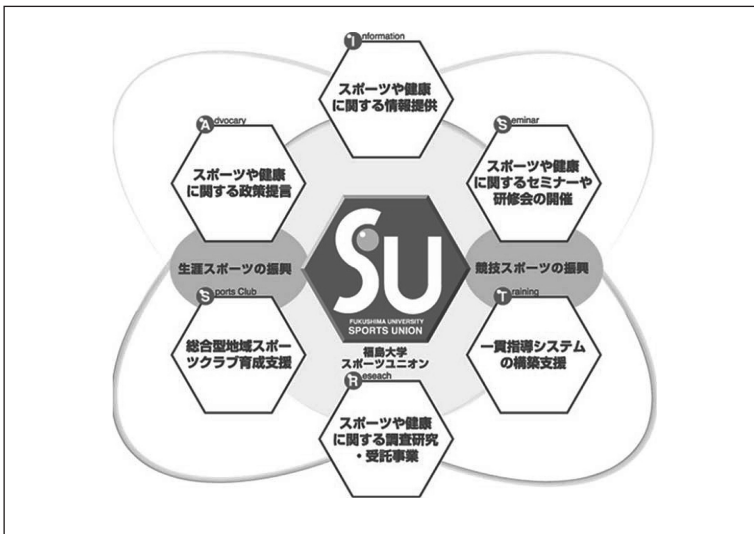 Information
スポーツや健康
に関する情報提供
Advocary
スポーツや健康
に関する政策提言
Seminar
スポーツや健康
に関するセミナーや
研修会の開催
生涯スポーツの振興
SU
FUKUSHIMA UNIVERSITY
SPORTS UNION
競技スポーツの振興
福島大学
スポーツユニオン
Sports Club
総合型地域スポー
ツクラブ育成支援
Training
一貫指導システム
の構築支援
Reseach
スポーツや健康
に関する調査研究
・受託事業